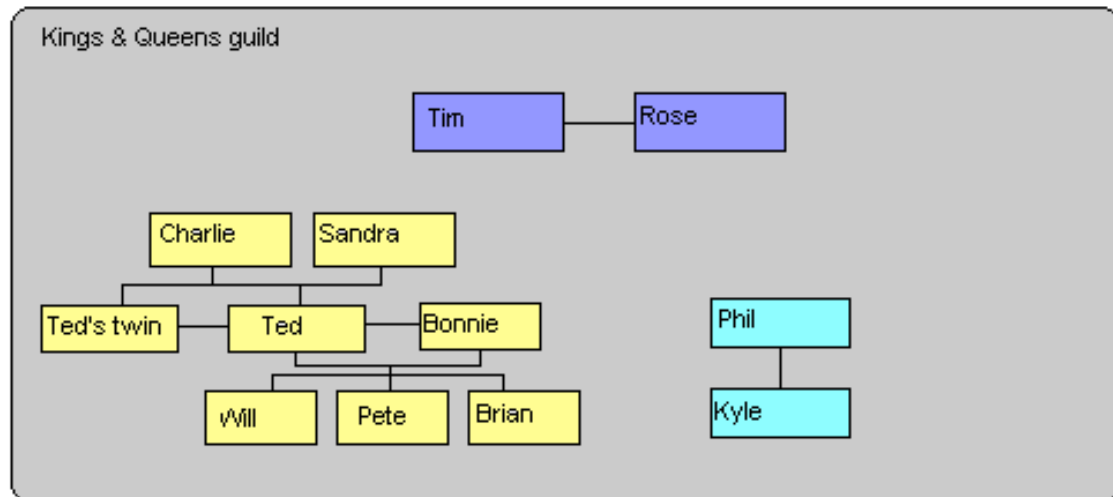 Kings & Queens guild
Tim
Rose
Charlie
Sandra
Ted's twin
Ted
Bonnie
Phil
Will
Pete
Brian
Kyle